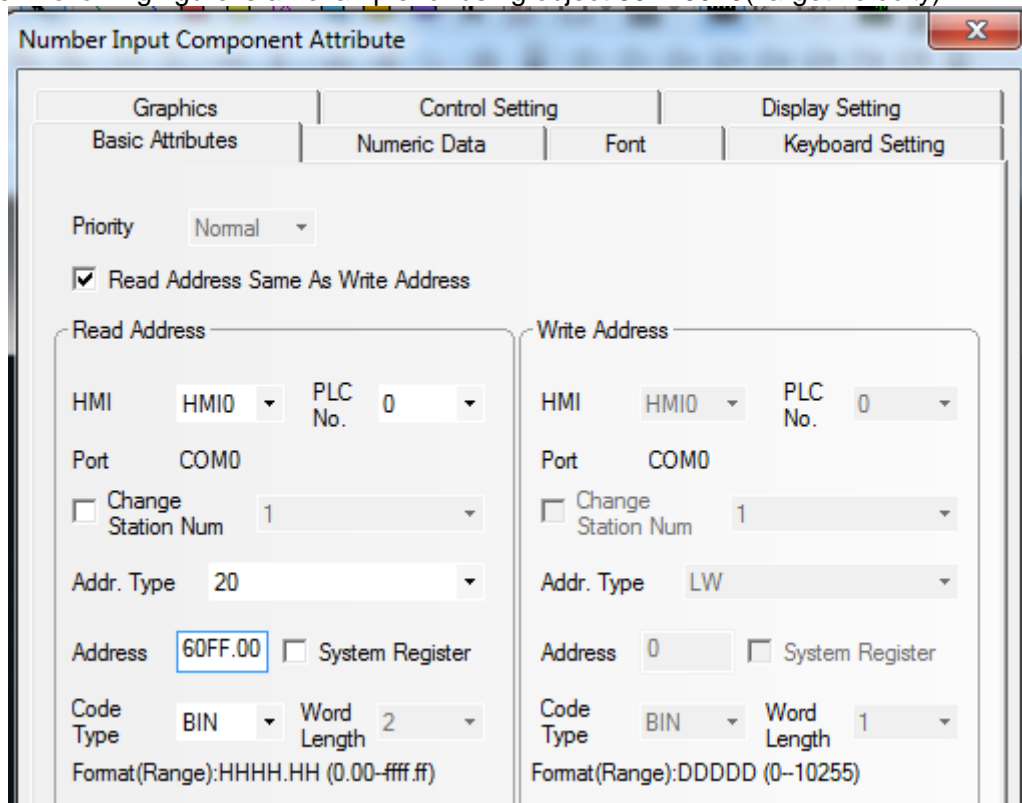 Number Input Component Attribute
Graphics Control Setting Display Setting
Basic Attributes Numeric Data Font Keyboard Setting
Priority Normal
Read Address Same As Write Address
Read Address
HMI HMI0 PLC No. 0
Port COM0
Change Station Num 1
Addr. Type 20
Address 60FF.00 System Register
Code Type BIN Word Length 2
Format(Range):HHHH.HH (0.00--ffff.ff)
Write Address
HMI HMI0 PLC No. 0
Port COM0
Change Station Num 1
Addr. Type LW
Address 0 System Register
Code Type BIN Word Length 1
Format(Range):DDDDD (0--10255)